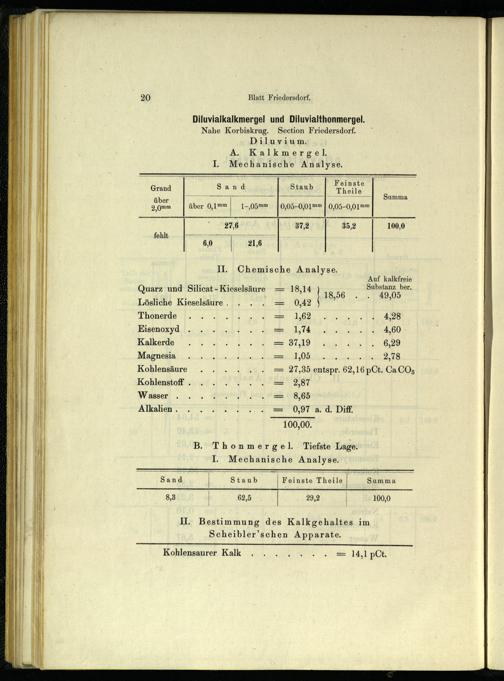 20 Blatt Friedersdorf.
Diluvialkalkmergel und Diluvialthonmergel.
Nahe Korbiskrug. Section Friedersdorf.
Diluvium.
A. Kalkmergel.
I. Mechanische Analyse.
Grand über 2,0mm Sand Staub Feinste Theile Summa
über 0,1mm 1-,05mm 0,05-0,01mm 0,05-0,01mm
fehlt 27,6 37,2 35,2 100,0
6,0 21,6
II. Chemische Analyse.
Auf kalkfreie
Substanz ber.
Quarz und Silicat-Kieselsäure = 18,14 } 18,56 . . 49,05
Lösliche Kieselsäure . . . . = 0,42
Thonerde . . . . . . . = 1,62 . . . . . 4,28
Eisenoxyd . . . . . . . = 1,74 . . . . . 4,60
Kalkerde . . . . . . . = 37,19 . . . . . 6,29
Magnesia . . . . . . . = 1,05 . . . . . 2,78
Kohlensäure . . . . . . = 27,35 entspr. 62,16 pCt. CaCO3
Kohlenstoff . . . . . . . = 2,87
Wasser . . . . . . . . = 8,65
Alkalien . . . . . . . . = 0,97 a. d. Diff.
100,00.
B. Thonmergel. Tiefste Lage.
I. Mechanische Analyse.
Sand Staub Feinste Theile Summa
8,3 62,5 29,2 100,0
II. Bestimmung des Kalkgehaltes im
Scheibler'schen Apparate.
Kohlensaurer Kalk . . . . . . . = 14,1 pCt.